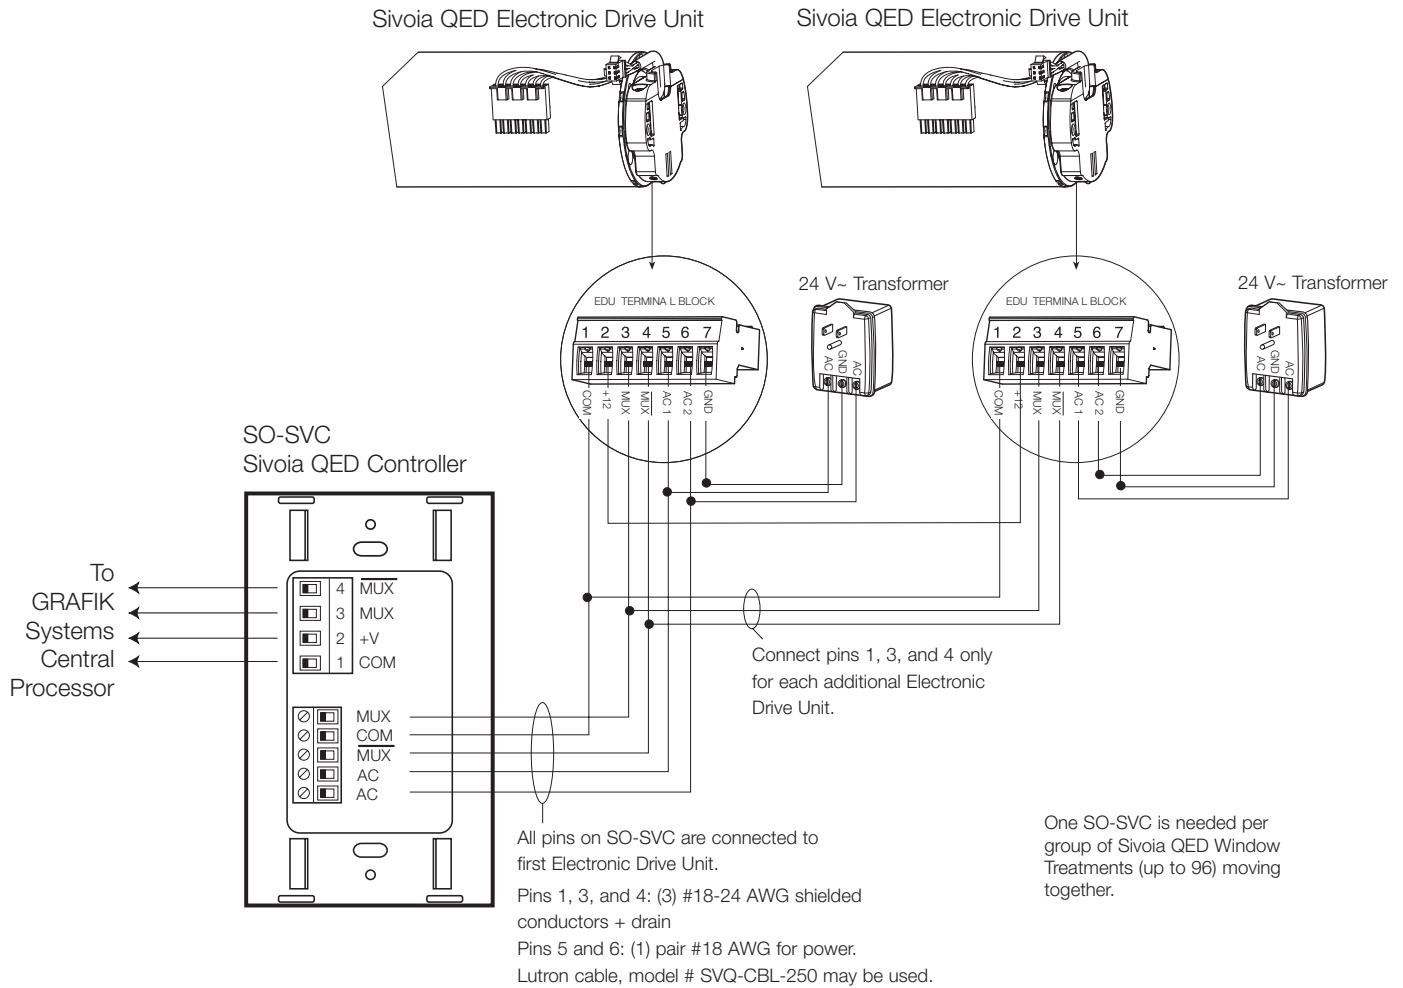 Sivoia QED Electronic Drive Unit
Sivoia QED Electronic Drive Unit
EDU TERMINA L BLOCK
1 2 3 4 5 6 7
COM +12 MUX MUX AC 1 AC 2 GND
24 V~ Transformer
AC GND AC
EDU TERMINA L BLOCK
1 2 3 4 5 6 7
COM +12 MUX MUX AC 1 AC 2 GND
24 V~ Transformer
AC GND AC
SO-SVC
Sivoia QED Controller
To
GRAFIK
Systems
Central
Processor
4 MUX
3 MUX
2 +V
1 COM
MUX
COM
MUX
AC
AC
Connect pins 1, 3, and 4 only
for each additional Electronic
Drive Unit.
All pins on SO-SVC are connected to
first Electronic Drive Unit.
Pins 1, 3, and 4: (3) #18-24 AWG shielded
conductors + drain
Pins 5 and 6: (1) pair #18 AWG for power.
Lutron cable, model # SVQ-CBL-250 may be used.
One SO-SVC is needed per
group of Sivoia QED Window
Treatments (up to 96) moving
together.